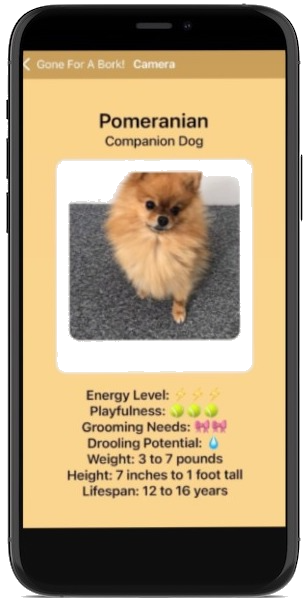 Gone For A Bork! Camera
Pomeranian
Companion Dog
Energy Level: ⚡⚡⚡
Playfulness: 🎾🎾🎾
Grooming Needs: 🎀🎀
Drooling Potential: 💧
Weight: 3 to 7 pounds
Height: 7 inches to 1 foot tall
Lifespan: 12 to 16 years